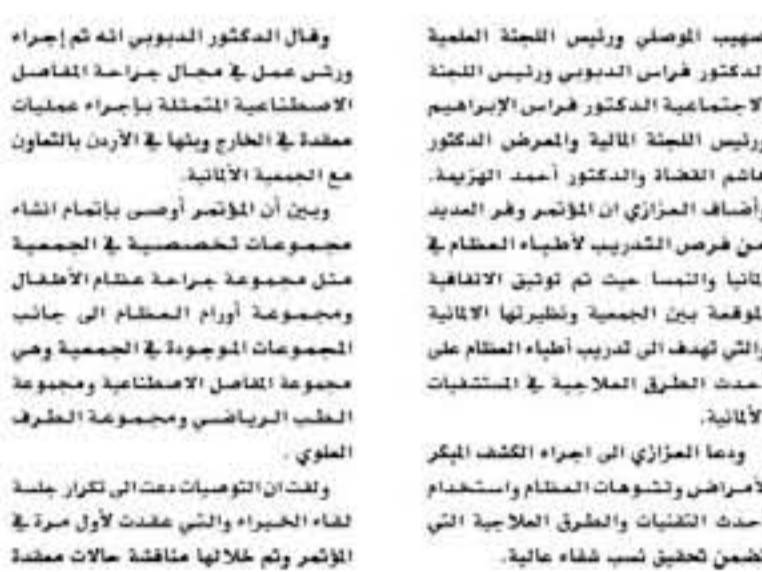 صهيب الموصلي ورئيس اللجنة العلمية
الدكتور فراس الدبوبي ورئيس اللجنة
الاجتماعية الدكتور فراس الإبراهيم
ورئيس اللجنة المالية والمعرض الدكتور
هاشم القضاة والدكتور أحمد الهزيمة.
وأضاف العزازي ان المؤتمر وفر العديد
من فرص التدريب لأطباء العظام في
المانيا والنمسا حيث تم توثيق الاتفاقية
الموقعة بين الجمعية ونظيرتها الالمانية
والتي تهدف الى تدريب أطباء العظام على
احدث الطرق العلاجية في المستشفيات
الألمانية.
ودعا العزازي الى اجراء الكشف المبكر
لأمراض وتشوهات العظام واستخدام
احدث التقنيات والطرق العلاجية التي
تضمن تحقيق نسب شفاء عالية.
وقال الدكتور الدبوبي انه تم إجراء
ورش عمل في مجال جراحة المفاصل
الاصطناعية المتمثلة بإجراء عمليات
معقدة في الخارج وبثها في الأردن بالتعاون
مع الجمعية الألمانية.
وبين أن المؤتمر أوصى بإتمام انشاء
مجموعات تخصصية في الجمعية
مثل مجموعة جراحة عظام الأطفال
ومجموعة أورام العظام الى جانب
المجموعات الموجودة في الجمعية وهي
مجموعة المفاصل الاصطناعية ومجموعة
الطب الرياضي ومجموعة الطرف
العلوي .
ولفت ان التوصيات دعت الى تكرار جلسة
لقاء الخبراء والتي عقدت لأول مرة في
المؤتمر وتم خلالها مناقشة حالات معقدة